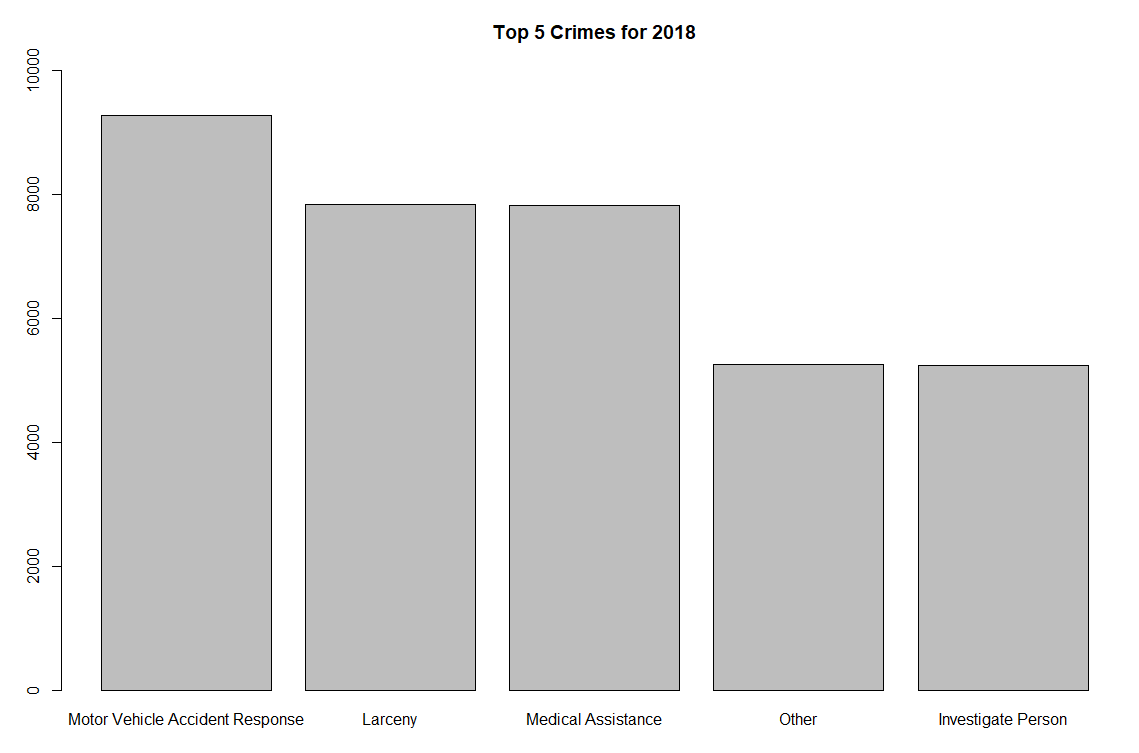 Top 5 Crimes for 2018
10000
8000
6000
4000
2000
0
Motor Vehicle Accident Response
Larceny
Medical Assistance
Other
Investigate Person